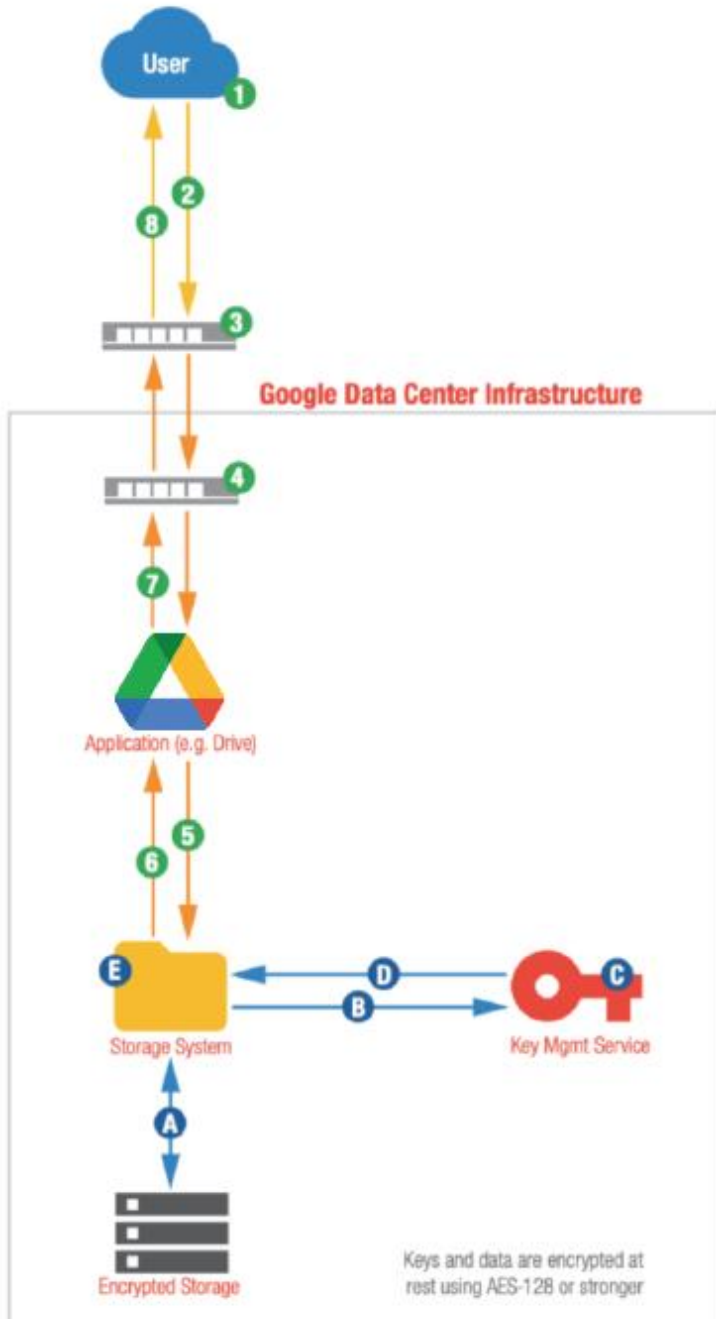 User
1
2
8
3
Google Data Center Infrastructure
4
7
Application (e.g. Drive)
5
6
E
D
C
B
Storage System
Key Mgmt Service
A
Encrypted Storage
Keys and data are encrypted at
rest using AES-128 or stronger